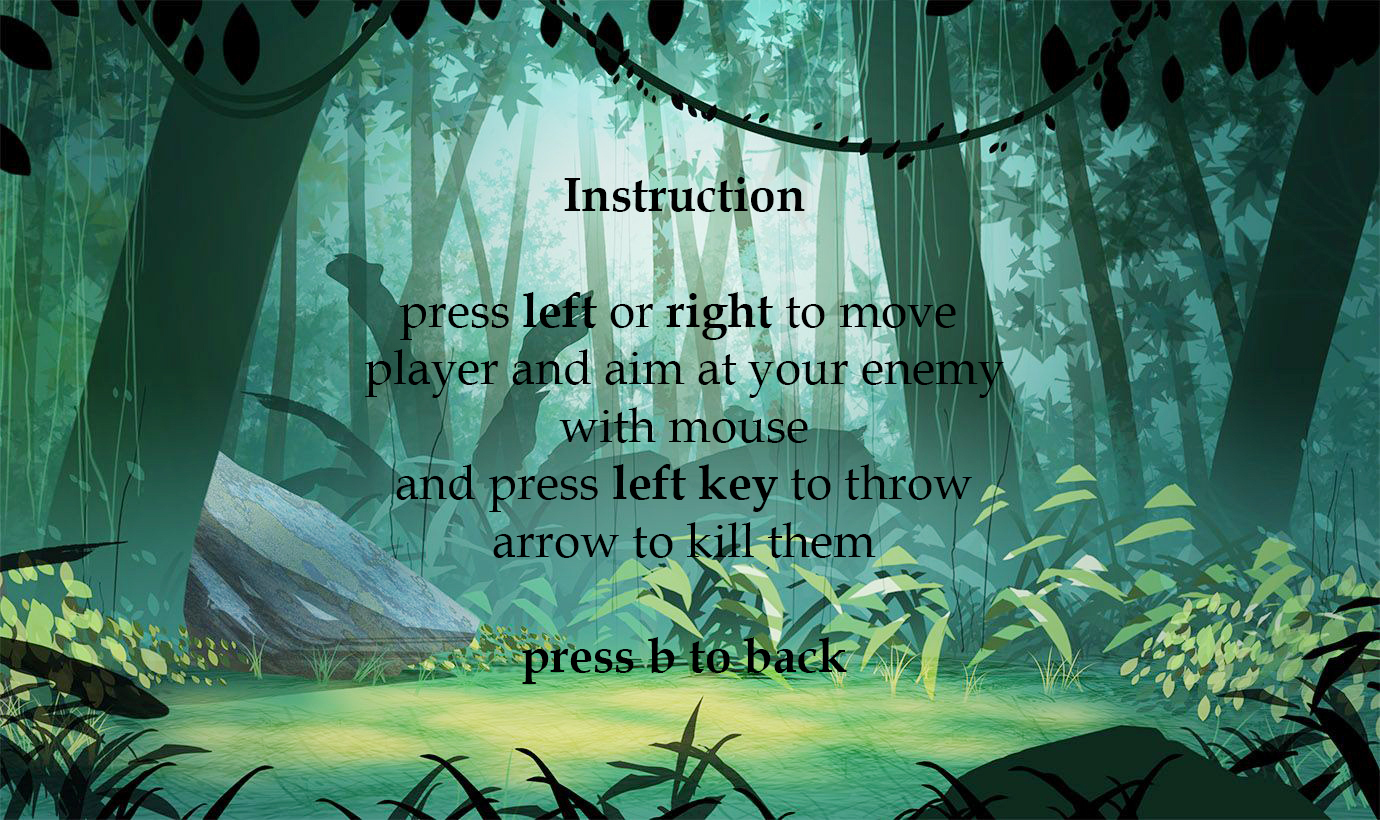 Instruction
press left or right to move
player and aim at your enemy
with mouse
and press left key to throw
arrow to kill them
press b to back